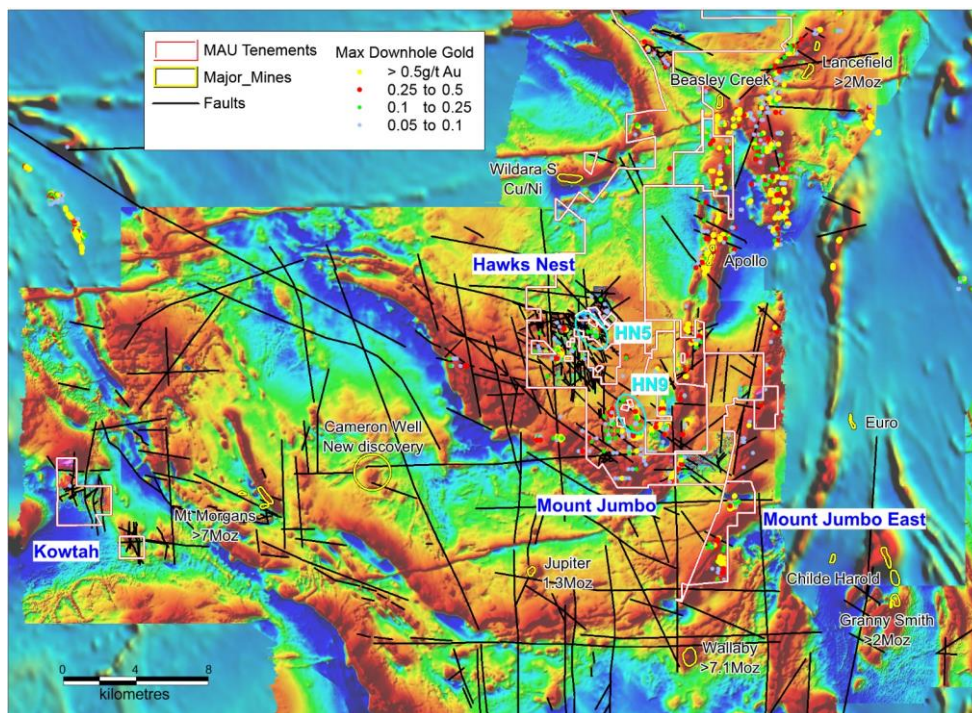 MAU Tenements
Major_Mines
Faults
Max Downhole Gold
> 0.5g/t Au
0.25 to 0.5
0.1 to 0.25
0.05 to 0.1
Beasley Creek
Lancefield
>2Moz
Wildara S
Cu/Ni
Hawks Nest
Apollo
HN5
HN9
Cameron Well
New discovery
Euro
Mt Morgans
>7Moz
Mount Jumbo
Mount Jumbo East
Kowtah
Jupiter
1.3Moz
Childe Harold
Granny Smith
>2Moz
Wallaby
>7.1Moz
0 4 8
kilometres